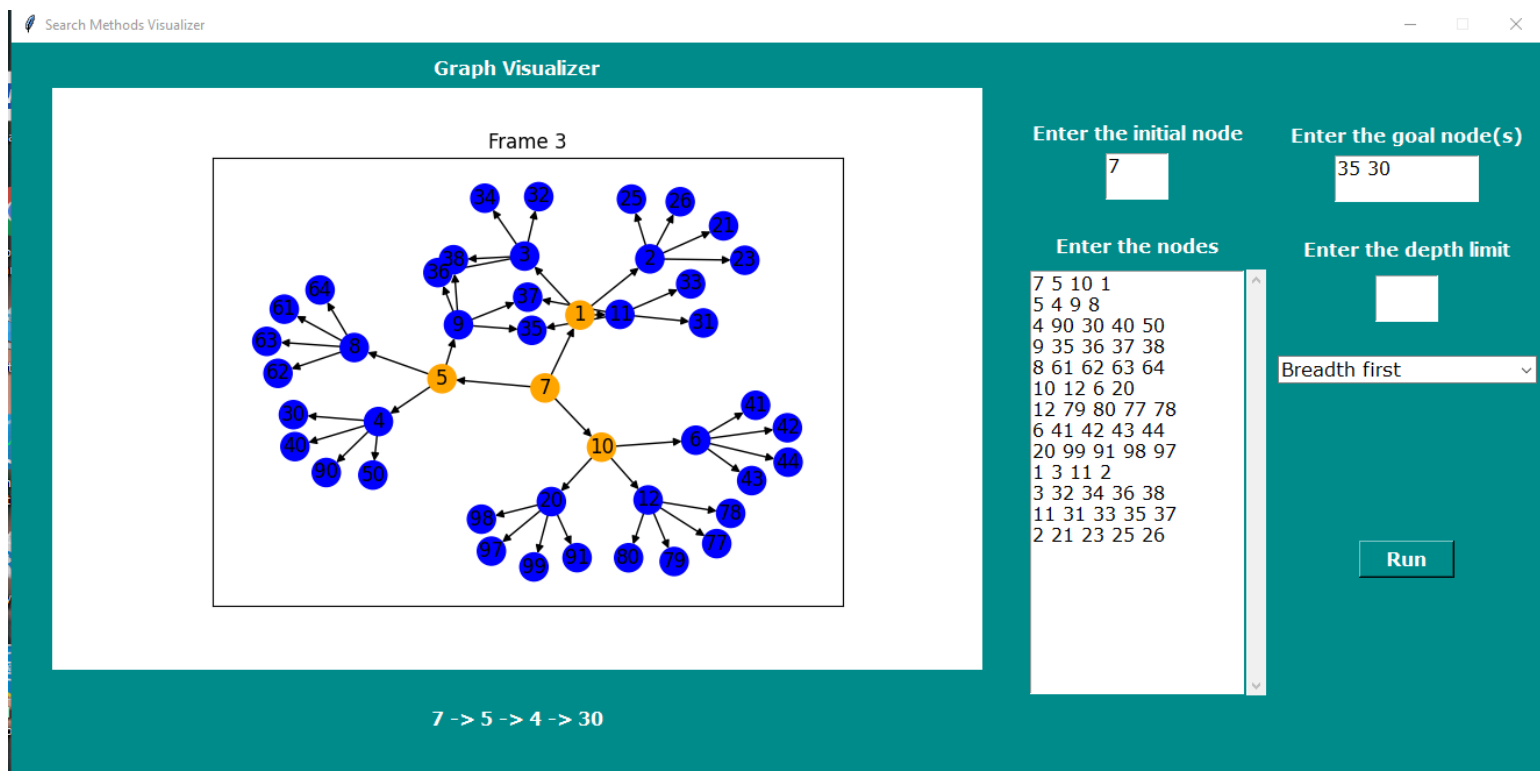 Search Methods Visualizer
Graph Visualizer
Enter the initial node
Enter the goal node(s)
7
35 30
Enter the nodes
Enter the depth limit
7 5 10 1
5 4 9 8
4 90 30 40 50
9 35 36 37 38
8 61 62 63 64
10 12 6 20
12 79 80 77 78
6 41 42 43 44
20 99 91 98 97
1 3 11 2
3 32 34 36 38
11 31 33 35 37
2 21 23 25 26
Breadth first
Run
Frame 3
34
32
25
26
21
38
3
2
23
36
64
33
37
61
1
11
9
35
31
63
8
62
5
7
41
30
4
42
40
10
6
90
50
44
43
20
12
98
78
97
77
99
91
80
79
7 -> 5 -> 4 -> 30